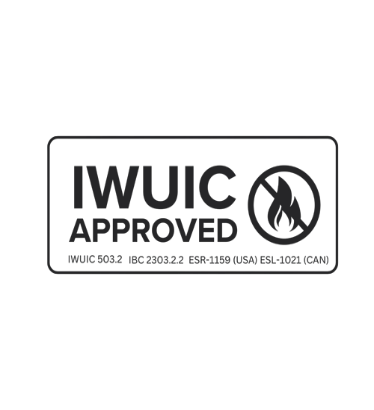 IWUIC
APPROVED
IWUIC 503.2 IBC 2303.2.2 ESR-1159 (USA) ESL-1021 (CAN)